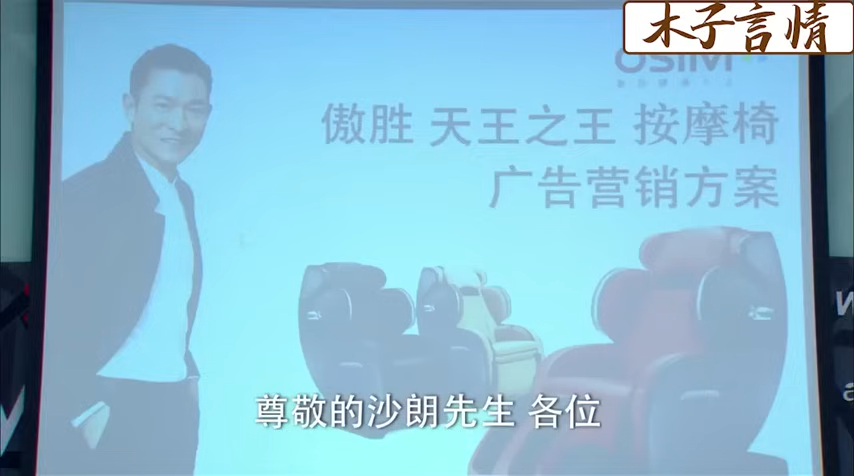 木子言情
OSIM
傲胜 天王之王 按摩椅
广告营销方案
尊敬的沙朗先生 各位